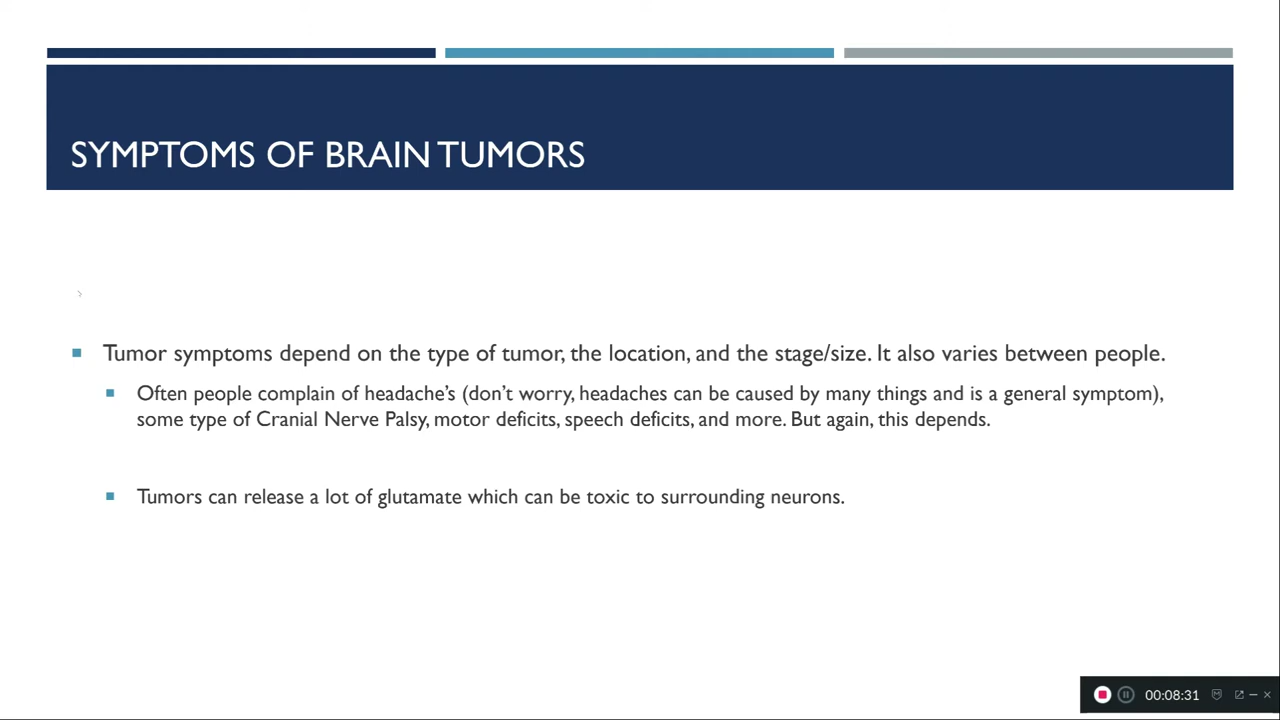 SYMPTOMS OF BRAIN TUMORS
Tumor symptoms depend on the type of tumor, the location, and the stage/size. It also varies between people.
Often people complain of headache's (don't worry, headaches can be caused by many things and is a general symptom),
some type of Cranial Nerve Palsy, motor deficits, speech deficits, and more. But again, this depends.
Tumors can release a lot of glutamate which can be toxic to surrounding neurons.
00:08:31